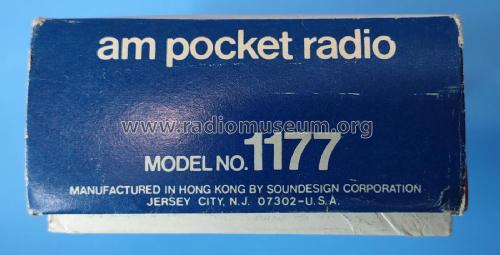 am pocket radio
www.radiomuseum.org
MODEL NO. 1177
MANUFACTURED IN HONG KONG BY SOUNDESIGN CORPORATION
JERSEY CITY, N.J. 07302-U.S.A.